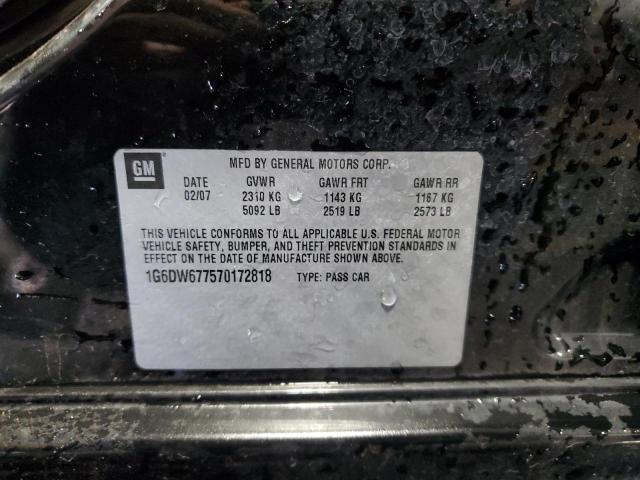 GM
MFD BY GENERAL MOTORS CORP.
DATE GVWR GAWR FRT GAWR RR
02/07 2310 KG 1143 KG 1167 KG
5092 LB 2519 LB 2573 LB
THIS VEHICLE CONFORMS TO ALL APPLICABLE U.S. FEDERAL MOTOR
VEHICLE SAFETY, BUMPER, AND THEFT PREVENTION STANDARDS IN
EFFECT ON THE DATE OF MANUFACTURE SHOWN ABOVE.
1G6DW677570172818 TYPE: PASS CAR